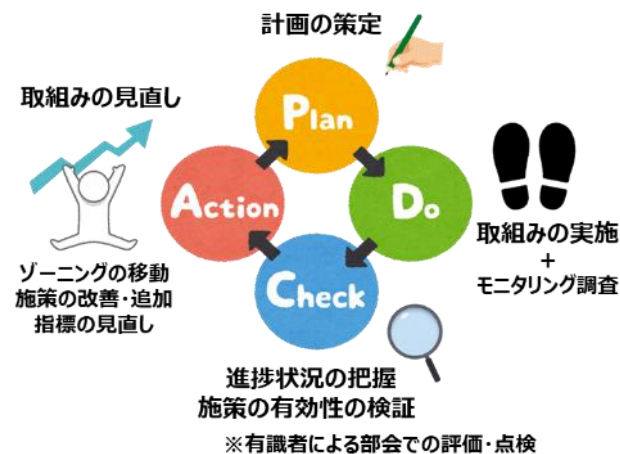 計画の策定
Plan
取組みの見直し
Action
Do
ゾーニングの移動
施策の改善・追加
指標の見直し
取組みの実施
+
モニタリング調査
Check
進捗状況の把握
施策の有効性の検証
※有識者による部会での評価・点検